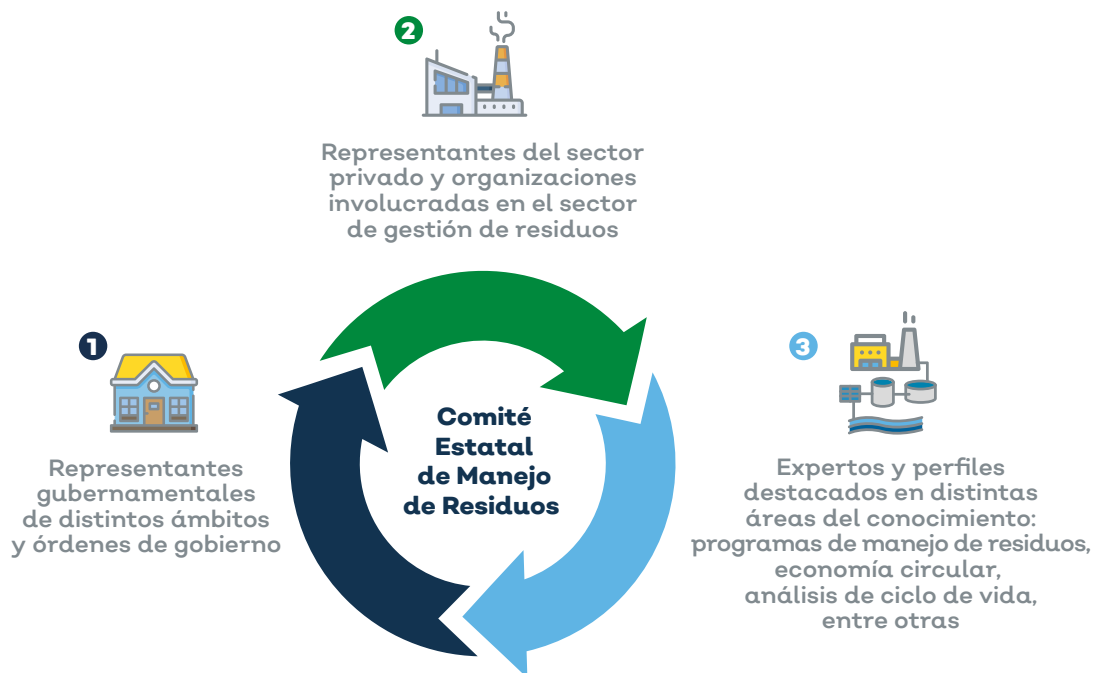 2
Representantes del sector
privado y organizaciones
involucradas en el sector
de gestión de residuos
1
Representantes
gubernamentales
de distintos ámbitos
y órdenes de gobierno
Comité
Estatal
de Manejo
de Residuos
3
Expertos y perfiles
destacados en distintas
áreas del conocimiento:
programas de manejo de residuos,
economía circular,
análisis de ciclo de vida,
entre otras